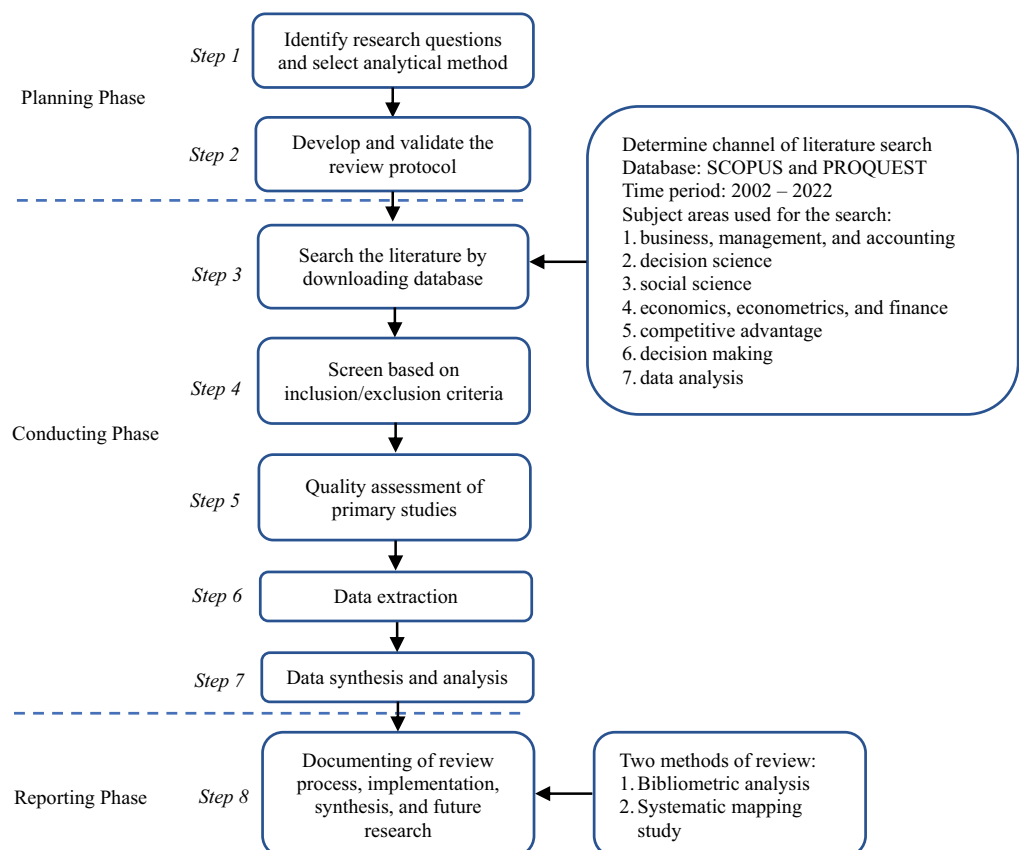 Step 1
Identify research questions
and select analytical method
Planning Phase
Step 2
Develop and validate the
review protocol
Determine channel of literature search
Database: SCOPUS and PROQUEST
Time period: 2002 – 2022
Subject areas used for the search:
1. business, management, and accounting
2. decision science
3. social science
4. economics, econometrics, and finance
5. competitive advantage
6. decision making
7. data analysis
Step 3
Search the literature by
downloading database
Step 4
Screen based on
inclusion/exclusion criteria
Conducting Phase
Step 5
Quality assessment of
primary studies
Step 6
Data extraction
Step 7
Data synthesis and analysis
Reporting Phase
Step 8
Documenting of review
process, implementation,
synthesis, and future
research
Two methods of review:
1. Bibliometric analysis
2. Systematic mapping
study